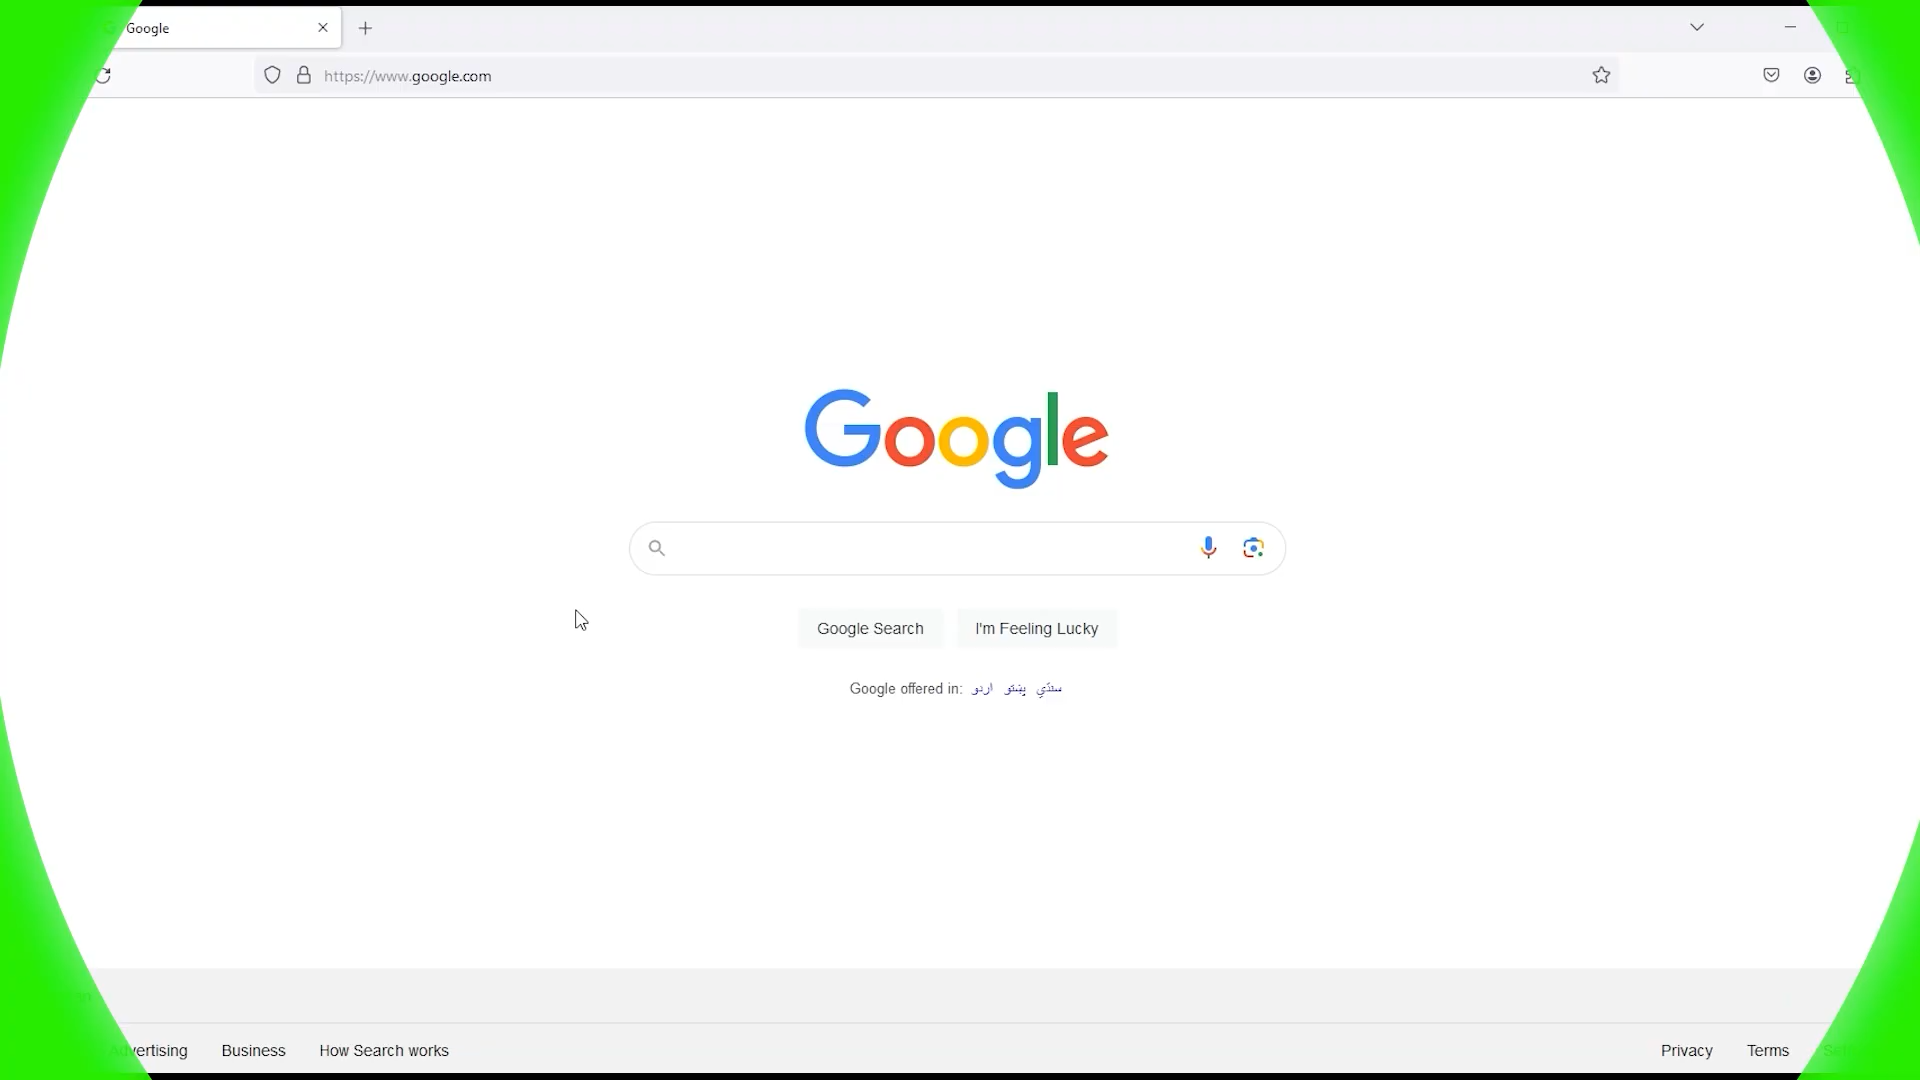 Google
https://www.google.com
Google
Google Search
I'm Feeling Lucky
Google offered in: اردو پښتو سنڌي
Advertising
Business
How Search works
Privacy
Terms